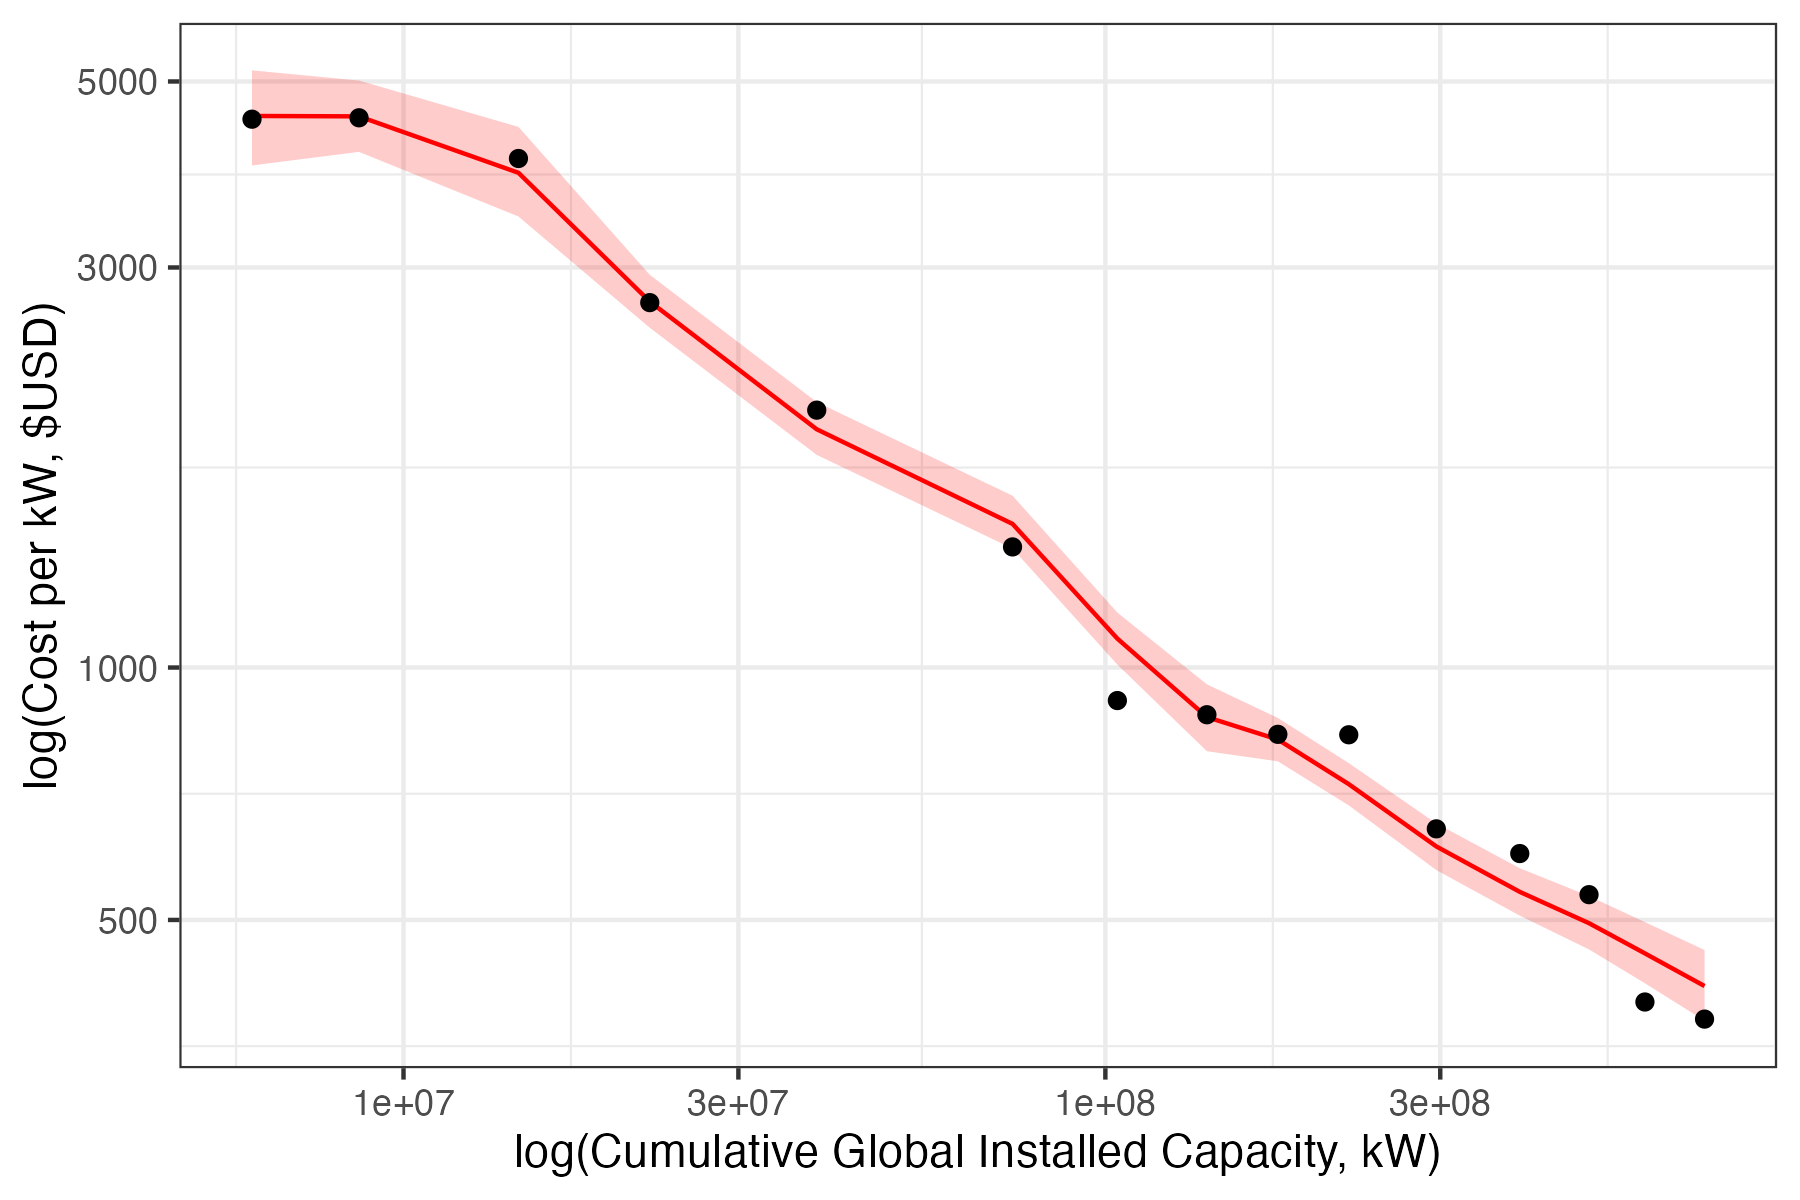 5000
3000
1000
500
log(Cost per kW, $USD)
1e+07
3e+07
1e+08
3e+08
log(Cumulative Global Installed Capacity, kW)